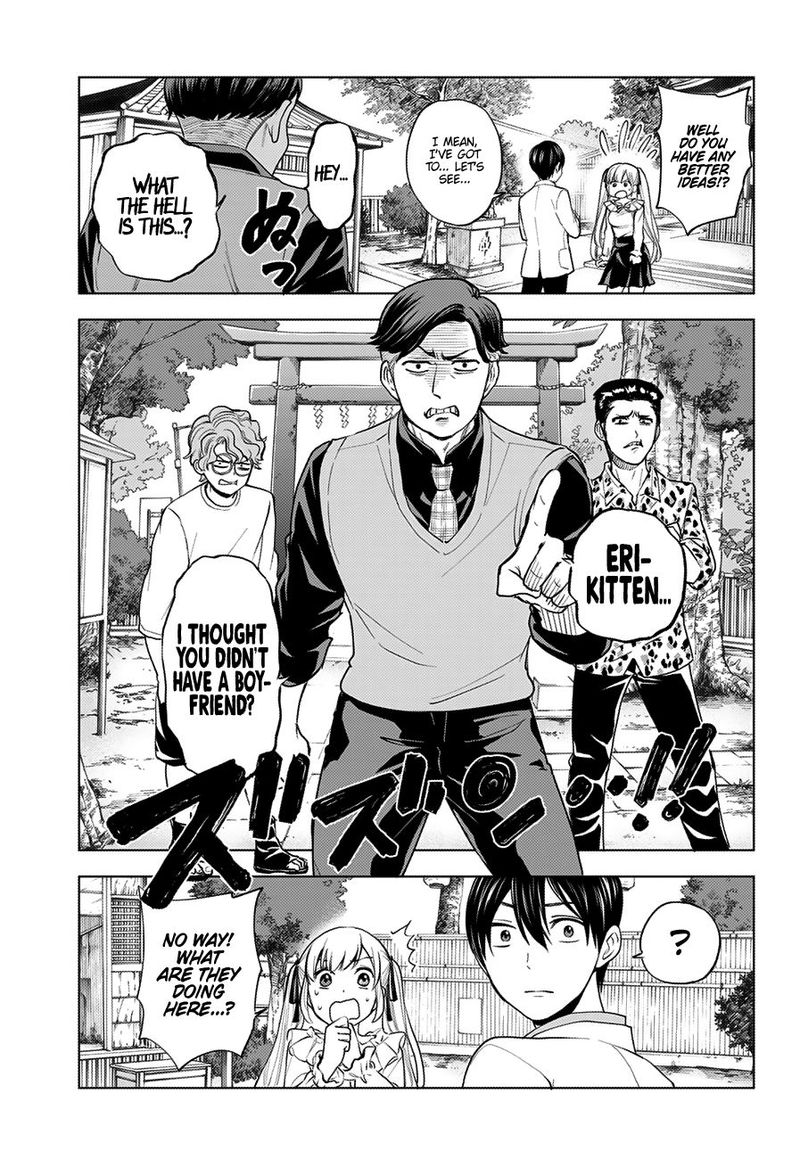 WELL
DO YOU
HAVE ANY
BETTER
IDEAS!?
I MEAN,
I'VE GOT
TO... LET'S
SEE...
HEY...
WHAT
THE HELL
IS THIS...?
ぬっ
ERI-
KITTEN...
I THOUGHT
YOU DIDN'T
HAVE A BOY-
FRIEND?
ズズン...!!
?
NO WAY!
WHAT
ARE THEY
DOING
HERE...?